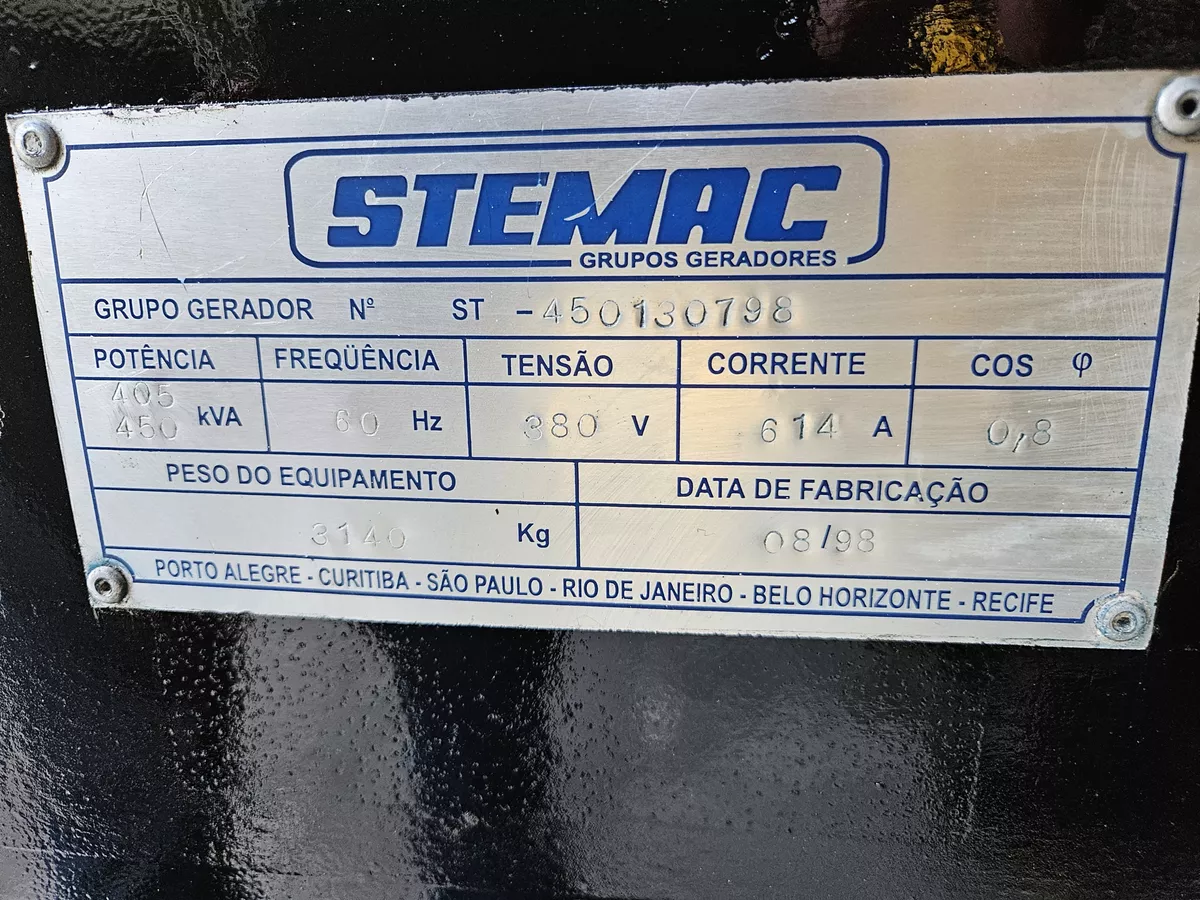 STEMAC
GRUPOS GERADORES
GRUPO GERADOR Nº ST -450130798
POTÊNCIA FREQÜÊNCIA TENSÃO CORRENTE COS φ
405
450 kVA 60 Hz 380 V 614 A 0,8
PESO DO EQUIPAMENTO DATA DE FABRICAÇÃO
3140 Kg 08/98
PORTO ALEGRE - CURITIBA - SÃO PAULO - RIO DE JANEIRO - BELO HORIZONTE - RECIFE